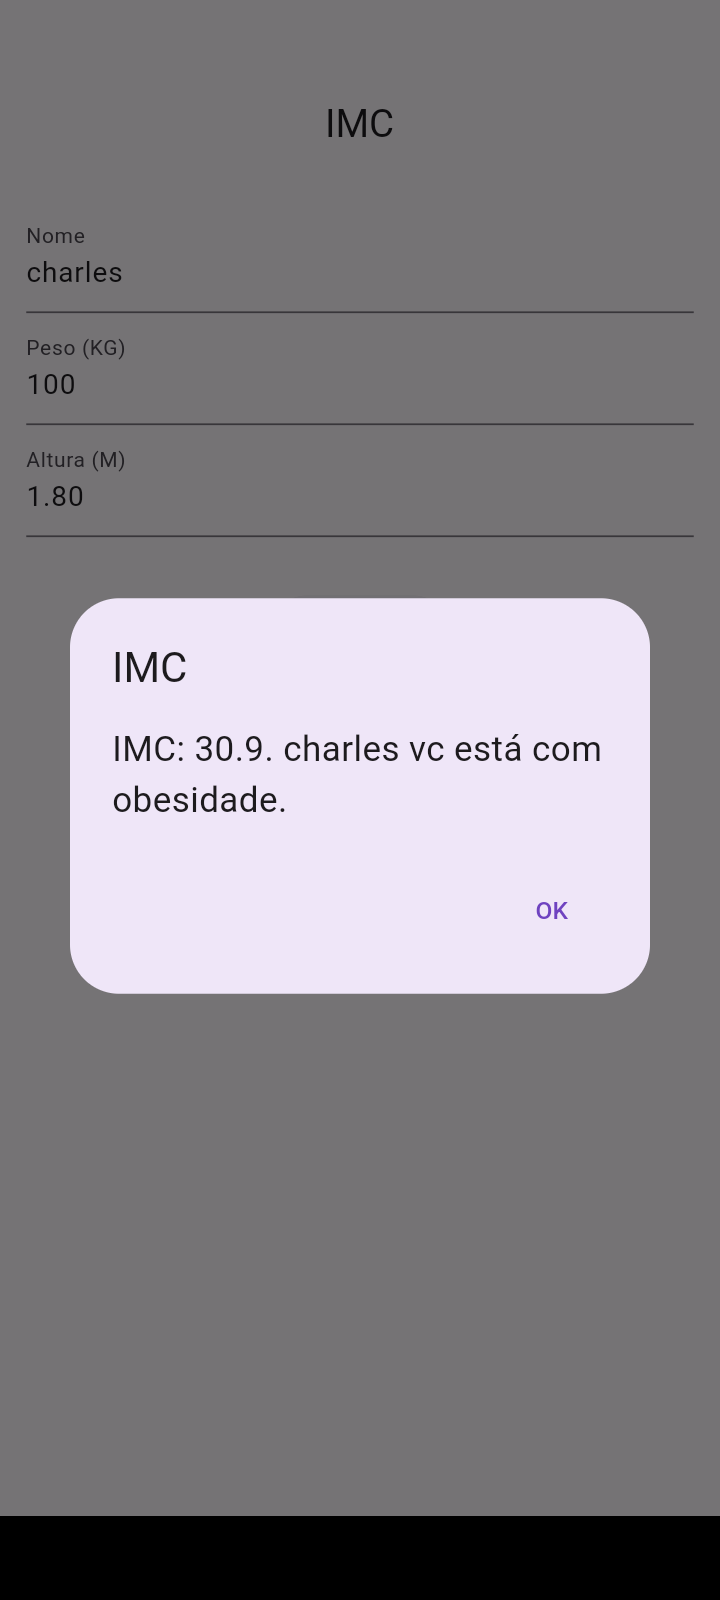 IMC
Nome
charles
Peso (KG)
100
Altura (M)
1.80
IMC
IMC: 30.9. charles vc está com
obesidade.
OK